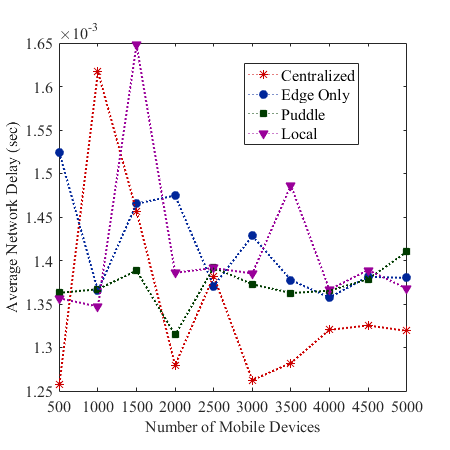 ×10⁻³
1.65
1.6
1.55
1.5
1.45
1.4
1.35
1.3
1.25
Average Network Delay (sec)
Centralized
Edge Only
Puddle
Local
500 1000 1500 2000 2500 3000 3500 4000 4500 5000
Number of Mobile Devices